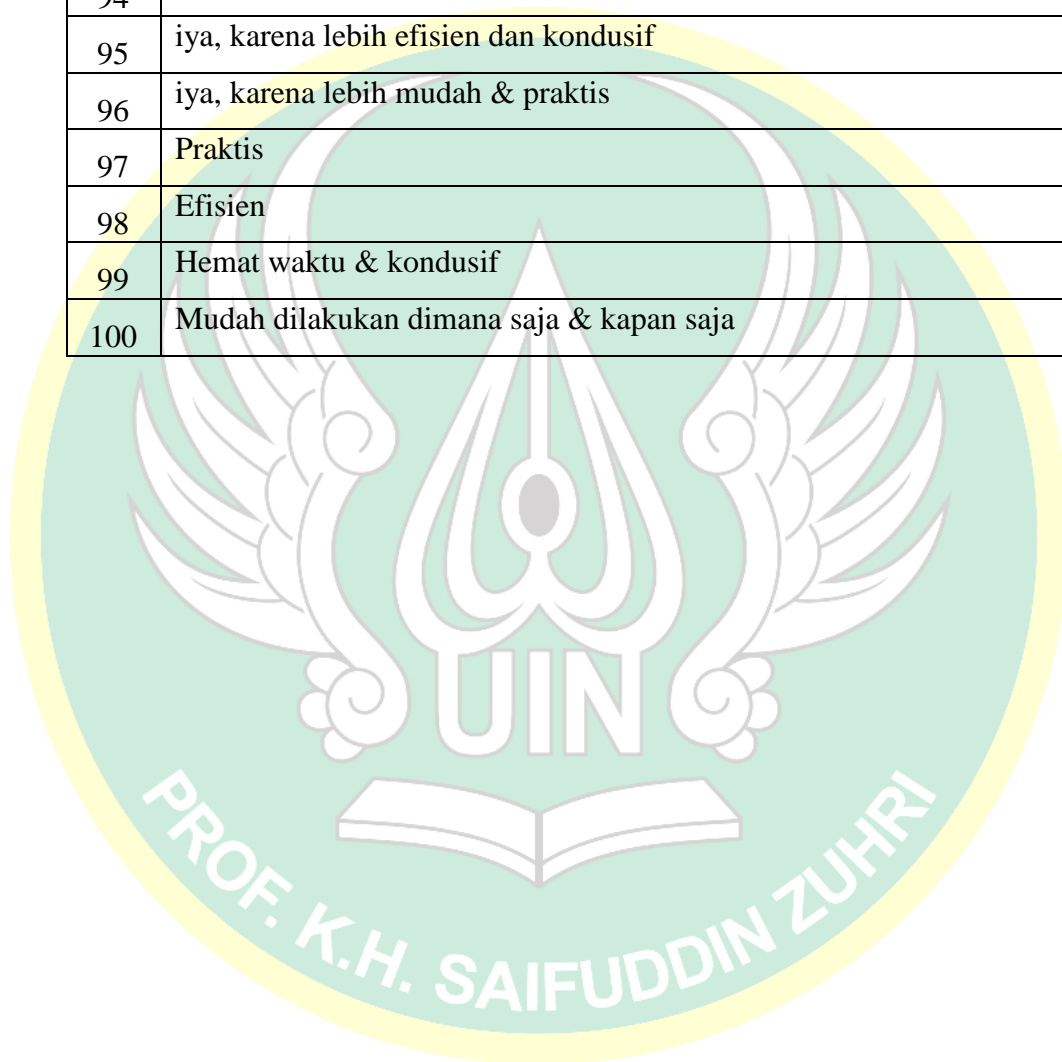 94
95 iya, karena lebih efisien dan kondusif
96 iya, karena lebih mudah & praktis
97 Praktis
98 Efisien
99 Hemat waktu & kondusif
100 Mudah dilakukan dimana saja & kapan saja
UIN
PROF. K.H. SAIFUDDIN ZUHRI